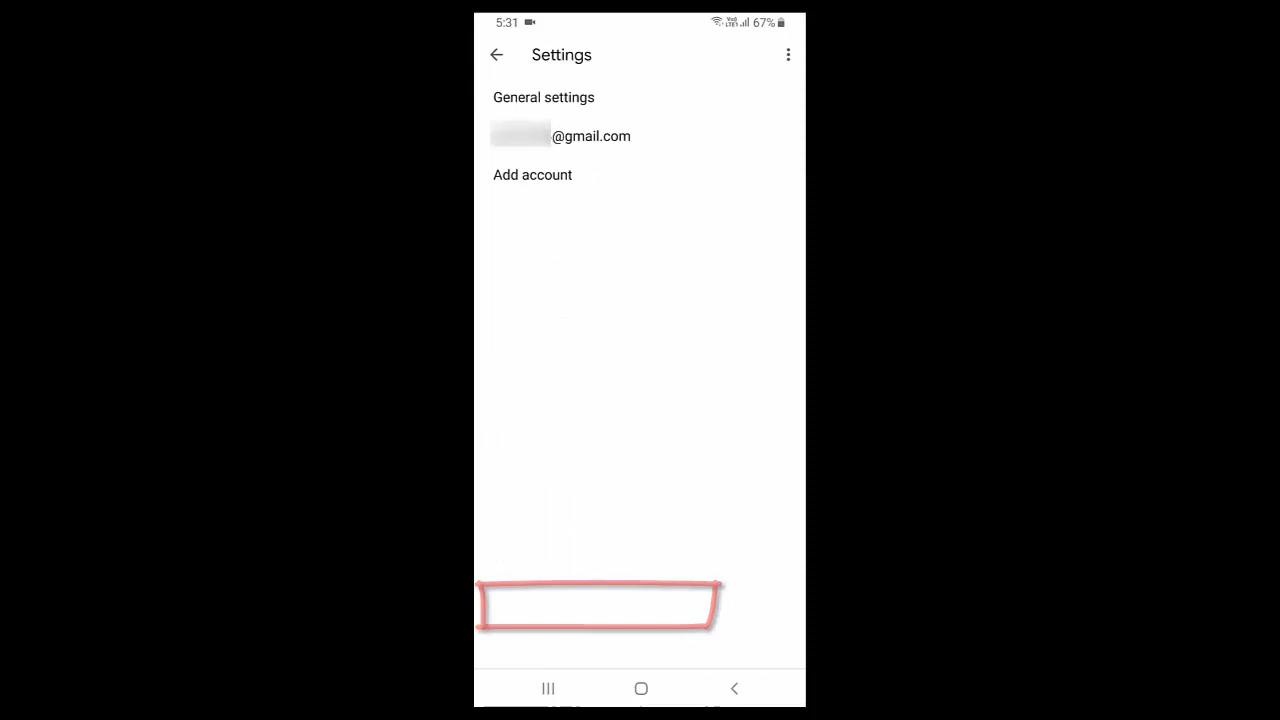 5:31 67%
Settings
General settings
@gmail.com
Add account